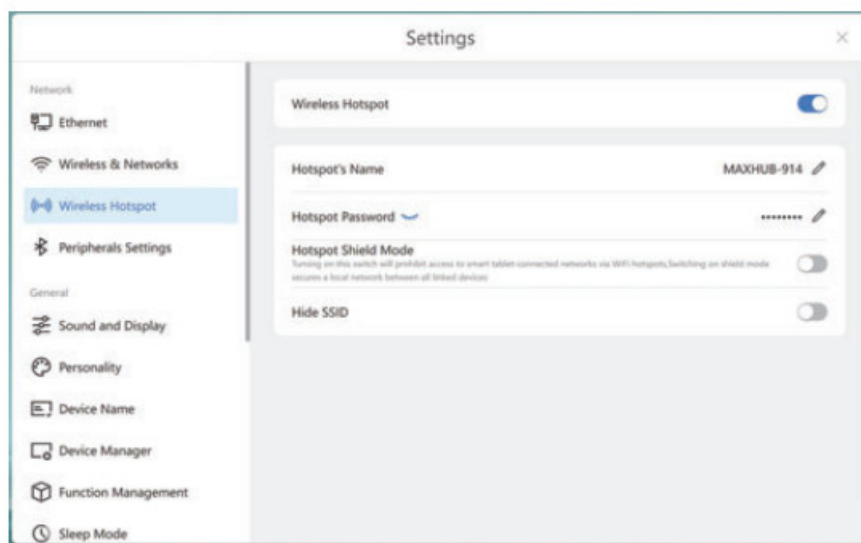 Settings
Network
Ethernet
Wireless & Networks
Wireless Hotspot
Peripherals Settings
General
Sound and Display
Personality
Device Name
Device Manager
Function Management
Sleep Mode
Wireless Hotspot
Hotspot's Name
MAXHUB-914
Hotspot Password
••••••••
Hotspot Shield Mode
Turning on this switch will prohibit access to smart tablet-connected networks via WiFi hotspots,Switching on shield mode
secures a local network between all linked devices
Hide SSID